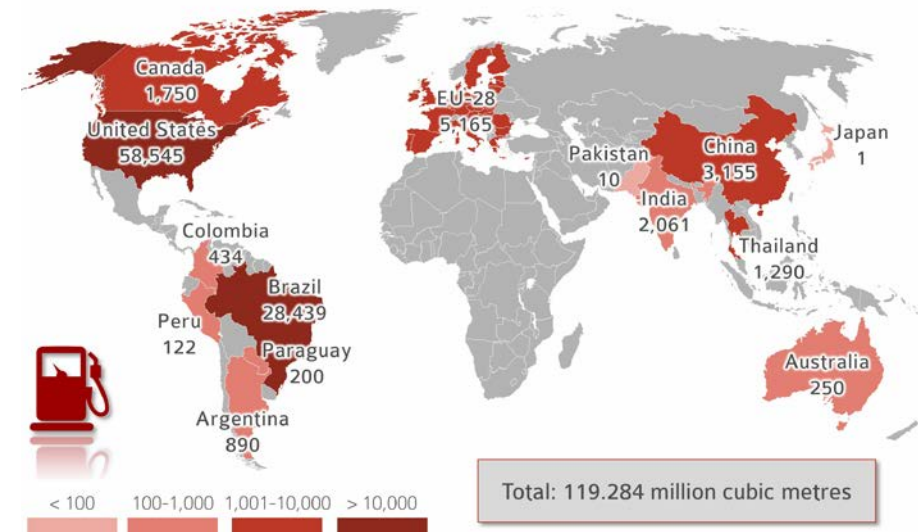 Canada
1,750
United States
58,545
EU-28
5,165
Pakistan
10
India
2,061
China
3,155
Japan
1
Thailand
1,290
Colombia
434
Brazil
28,439
Peru
122
Paraguay
200
Argentina
890
Australia
250
< 100 100-1,000 1,001-10,000 > 10,000
Total: 119.284 million cubic metres